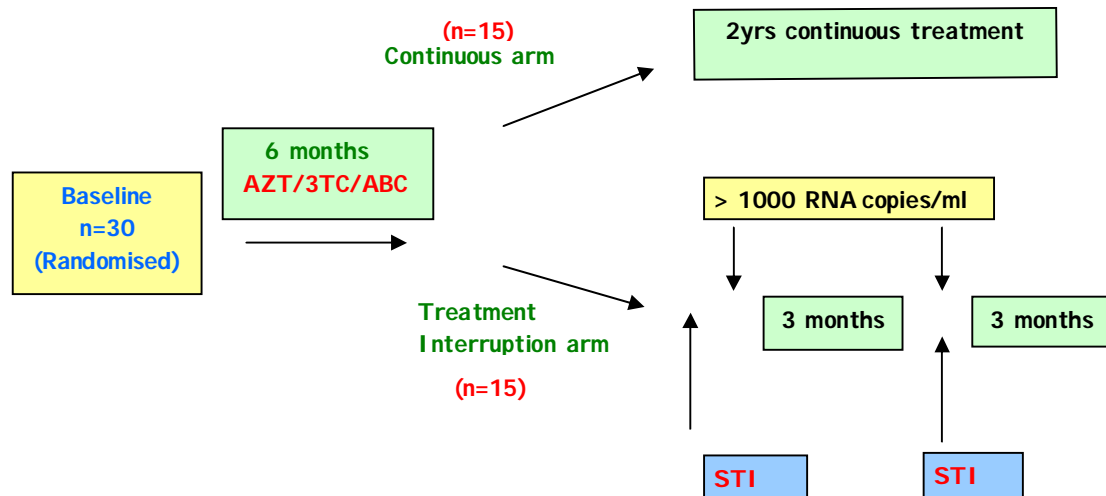 (n=15)
Continuous arm
2yrs continuous treatment
6 months
AZT/3TC/ABC
Baseline
n=30
(Randomised)
> 1000 RNA copies/ml
Treatment
Interruption arm
(n=15)
3 months
3 months
STI
STI